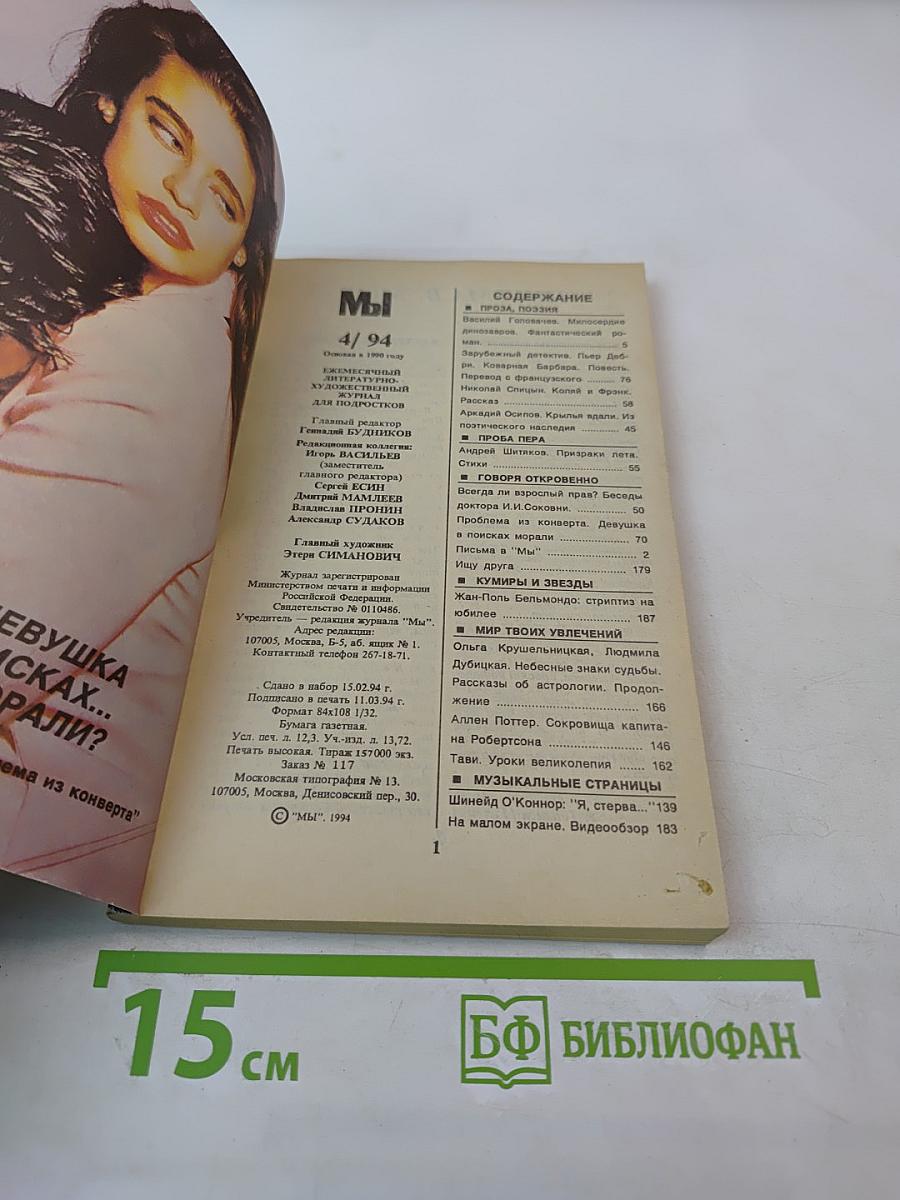 МЫ
4/ 94
Основан в 1990 году
ЕЖЕМЕСЯЧНЫЙ
ЛИТЕРАТУРНО-
ХУДОЖЕСТВЕННЫЙ
ЖУРНАЛ
ДЛЯ ПОДРОСТКОВ
Главный редактор
Геннадий БУДНИКОВ
Редакционная коллегия:
Игорь ВАСИЛЬЕВ
(заместитель
главного редактора)
Сергей ЕСИН
Дмитрий МАМЛЕЕВ
Владислав ПРОНИН
Александр СУДАКОВ
Главный художник
Этери СИМАНОВИЧ
Журнал зарегистрирован
Министерством печати и информации
Российской Федерации.
Свидетельство № 0110486.
Учредитель — редакция журнала "Мы".
Адрес редакции:
107005, Москва, Б-5, аб. ящик № 1.
Контактный телефон 267-18-71.
Сдано в набор 15.02.94 г.
Подписано в печать 11.03.94 г.
Формат 84х108 1/32.
Бумага газетная.
Усл. печ. л. 12,3. Уч.-изд. л. 13,72.
Печать высокая. Тираж 157000 экз.
Заказ № 117
Московская типография № 13.
107005, Москва, Денисовский пер., 30.
© "МЫ". 1994
СОДЕРЖАНИЕ
■ ПРОЗА, ПОЭЗИЯ
Василий Головачев. Милосердие
динозавров. Фантастический ро-
ман. .......... 5
Зарубежный детектив. Пьер Деб-
ри. Коварная Барбара. Повесть.
Перевод с французского ......... 76
Николай Спицын. Коляй и Фрэнк.
Рассказ .......... 58
Аркадий Осипов. Крылья вдали. Из
поэтического наследия ............ 45
■ ПРОБА ПЕРА
Андрей Шитяков. Призраки лета.
Стихи .......... 55
■ ГОВОРЯ ОТКРОВЕННО
Всегда ли взрослый прав? Беседы
доктора И.И.Соковни. ............. 50
Проблема из конверта. Девушка
в поисках морали .......... 70
Письма в "Мы" .......... 2
Ищу друга .......... 179
■ КУМИРЫ И ЗВЕЗДЫ
Жан-Поль Бельмондо: стриптиз на
юбилее .......... 187
■ МИР ТВОИХ УВЛЕЧЕНИЙ
Ольга Крушельницкая, Людмила
Дубицкая. Небесные знаки судьбы.
Рассказы об астрологии. Продол-
жение .......... 166
Аллен Поттер. Сокровища капита-
на Робертсона .......... 146
Тави. Уроки великолепия ....... 162
■ МУЗЫКАЛЬНЫЕ СТРАНИЦЫ
Шинейд О'Коннор: "Я, стерва..."139
На малом экране. Видеообзор 183
1
ЕВУШКА
ИСКАХ...
ОРАЛИ?
ема из конверта"
15 см
БФ БИБЛИОФАН